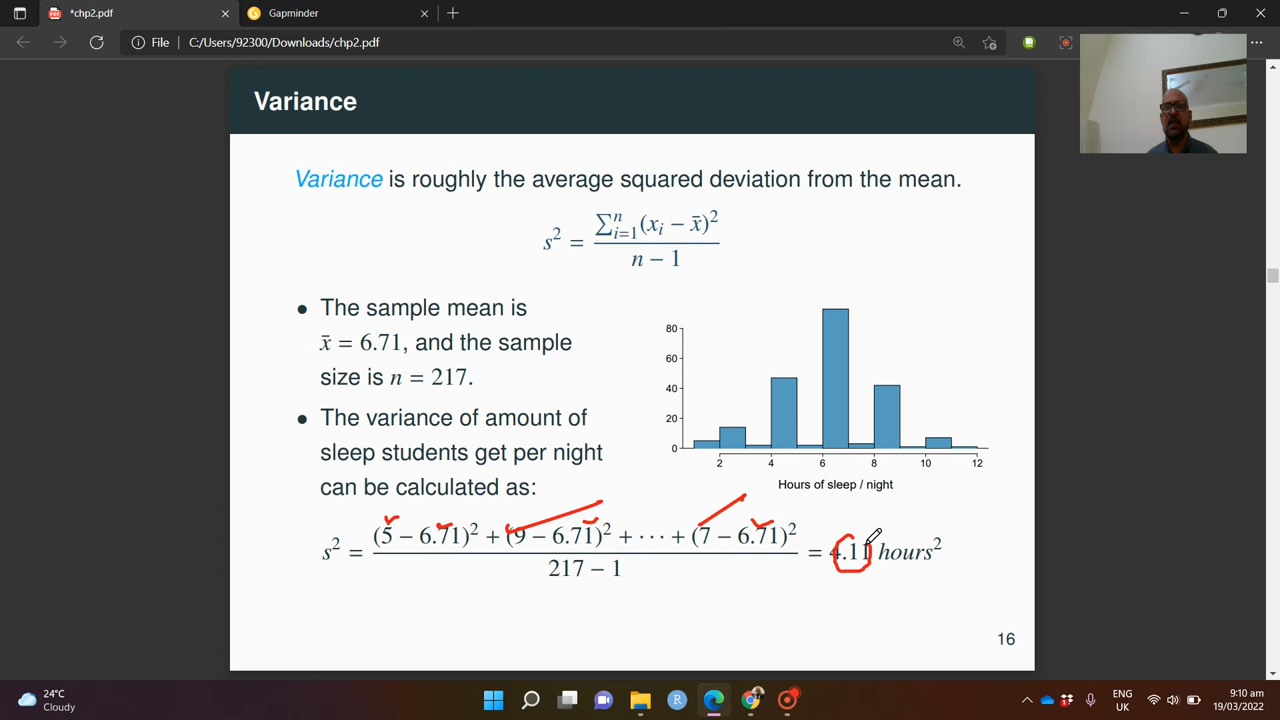 *chp2.pdf
Gapminder
File
C:/Users/92300/Downloads/chp2.pdf
Variance
Variance is roughly the average squared deviation from the mean.
s² = ∑ⁿᵢ₌₁(xᵢ − x̄)² / n − 1
• The sample mean is
x̄ = 6.71, and the sample
size is n = 217.
• The variance of amount of
sleep students get per night
can be calculated as:
80
60
40
20
0
2 4 6 8 10 12
Hours of sleep / night
s² = (5 − 6.71)² + (9 − 6.71)² + ⋯ + (7 − 6.71)² / 217 − 1 = 4.11 hours²
16
24°C
Cloudy
R
ENG
UK
9:10 am
19/03/2022